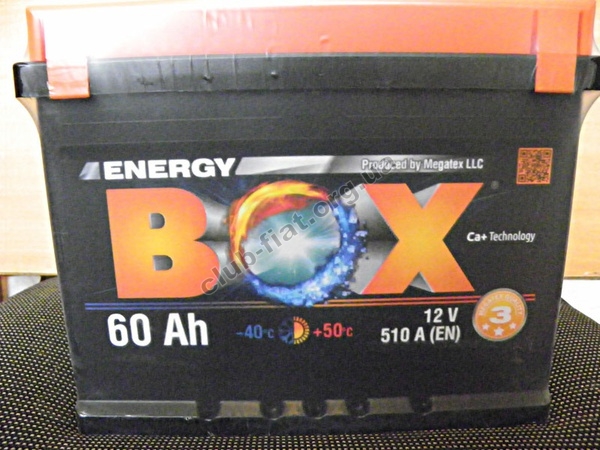 ENERGY
Produced by Megatex LLC
BOX
Ca+ Technology
club-fiat.org.ua
60 Ah
-40°C
+50°C
12 V
510 A (EN)
3